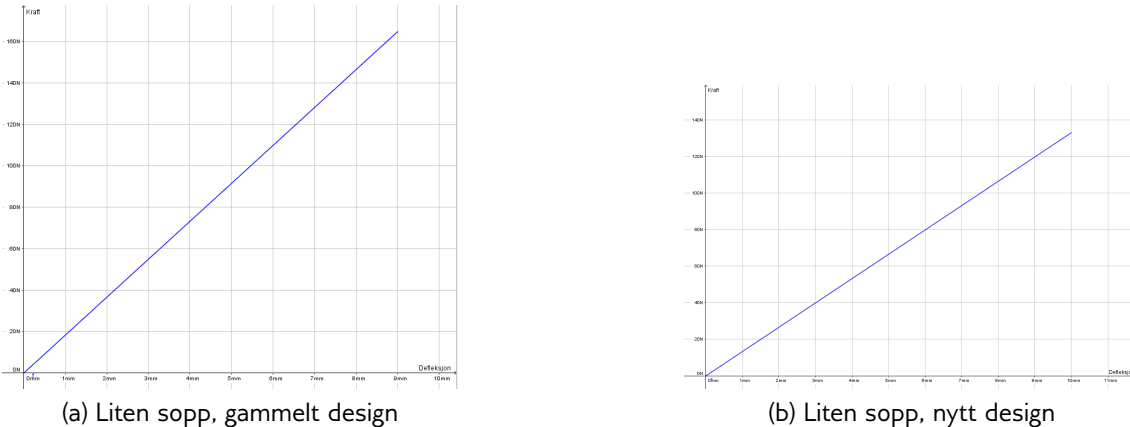 Kraft
160N
140N
120N
100N
80N
60N
40N
20N
0N
Defleksjon
0mm 1mm 2mm 3mm 4mm 5mm 6mm 7mm 8mm 9mm 10mm
(a) Liten sopp, gammelt design
Kraft
140N
120N
100N
80N
60N
40N
20N
0N
Defleksjo
0mm 1mm 2mm 3mm 4mm 5mm 6mm 7mm 8mm 9mm 10mm 11mm
(b) Liten sopp, nytt design